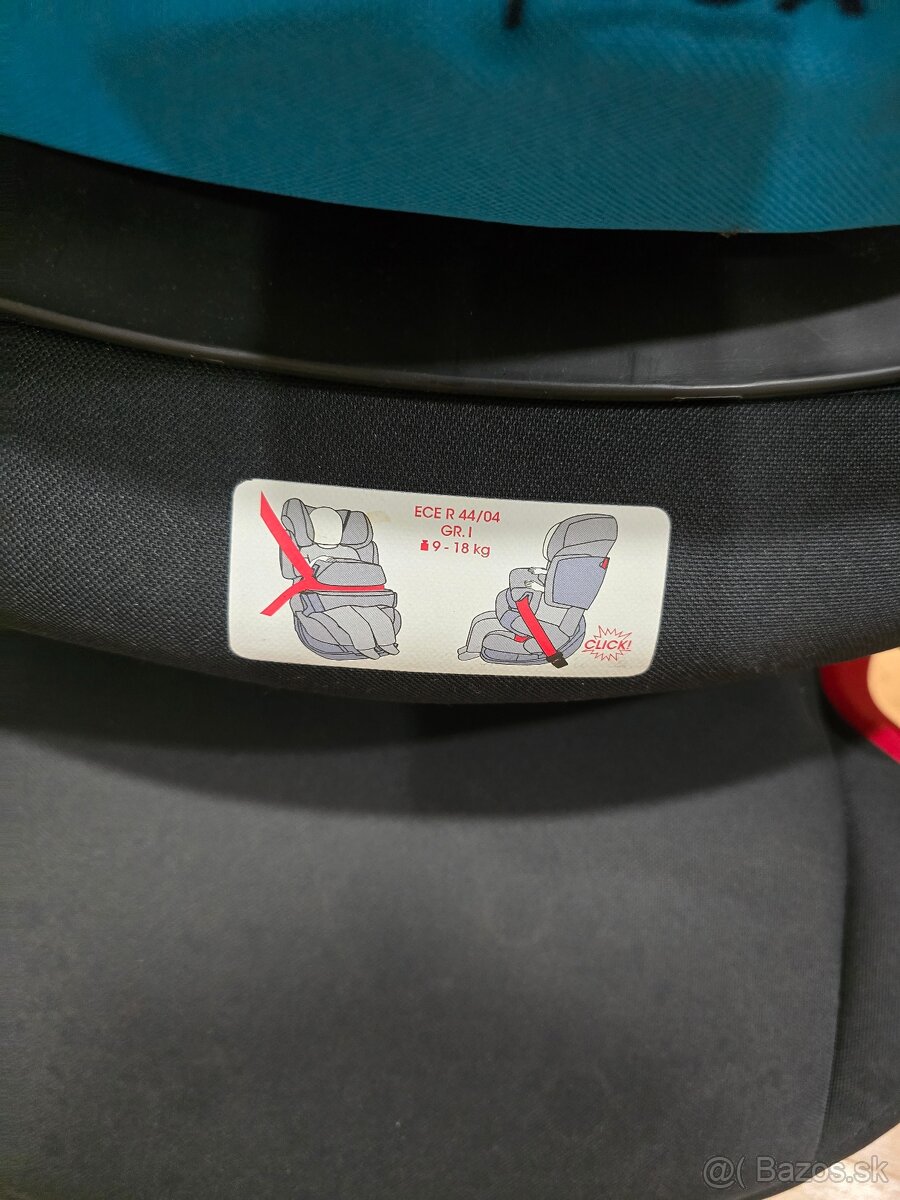 ECE R 44/04
GR. I
9 - 18 kg
CLICK!
@( Bazos.sk